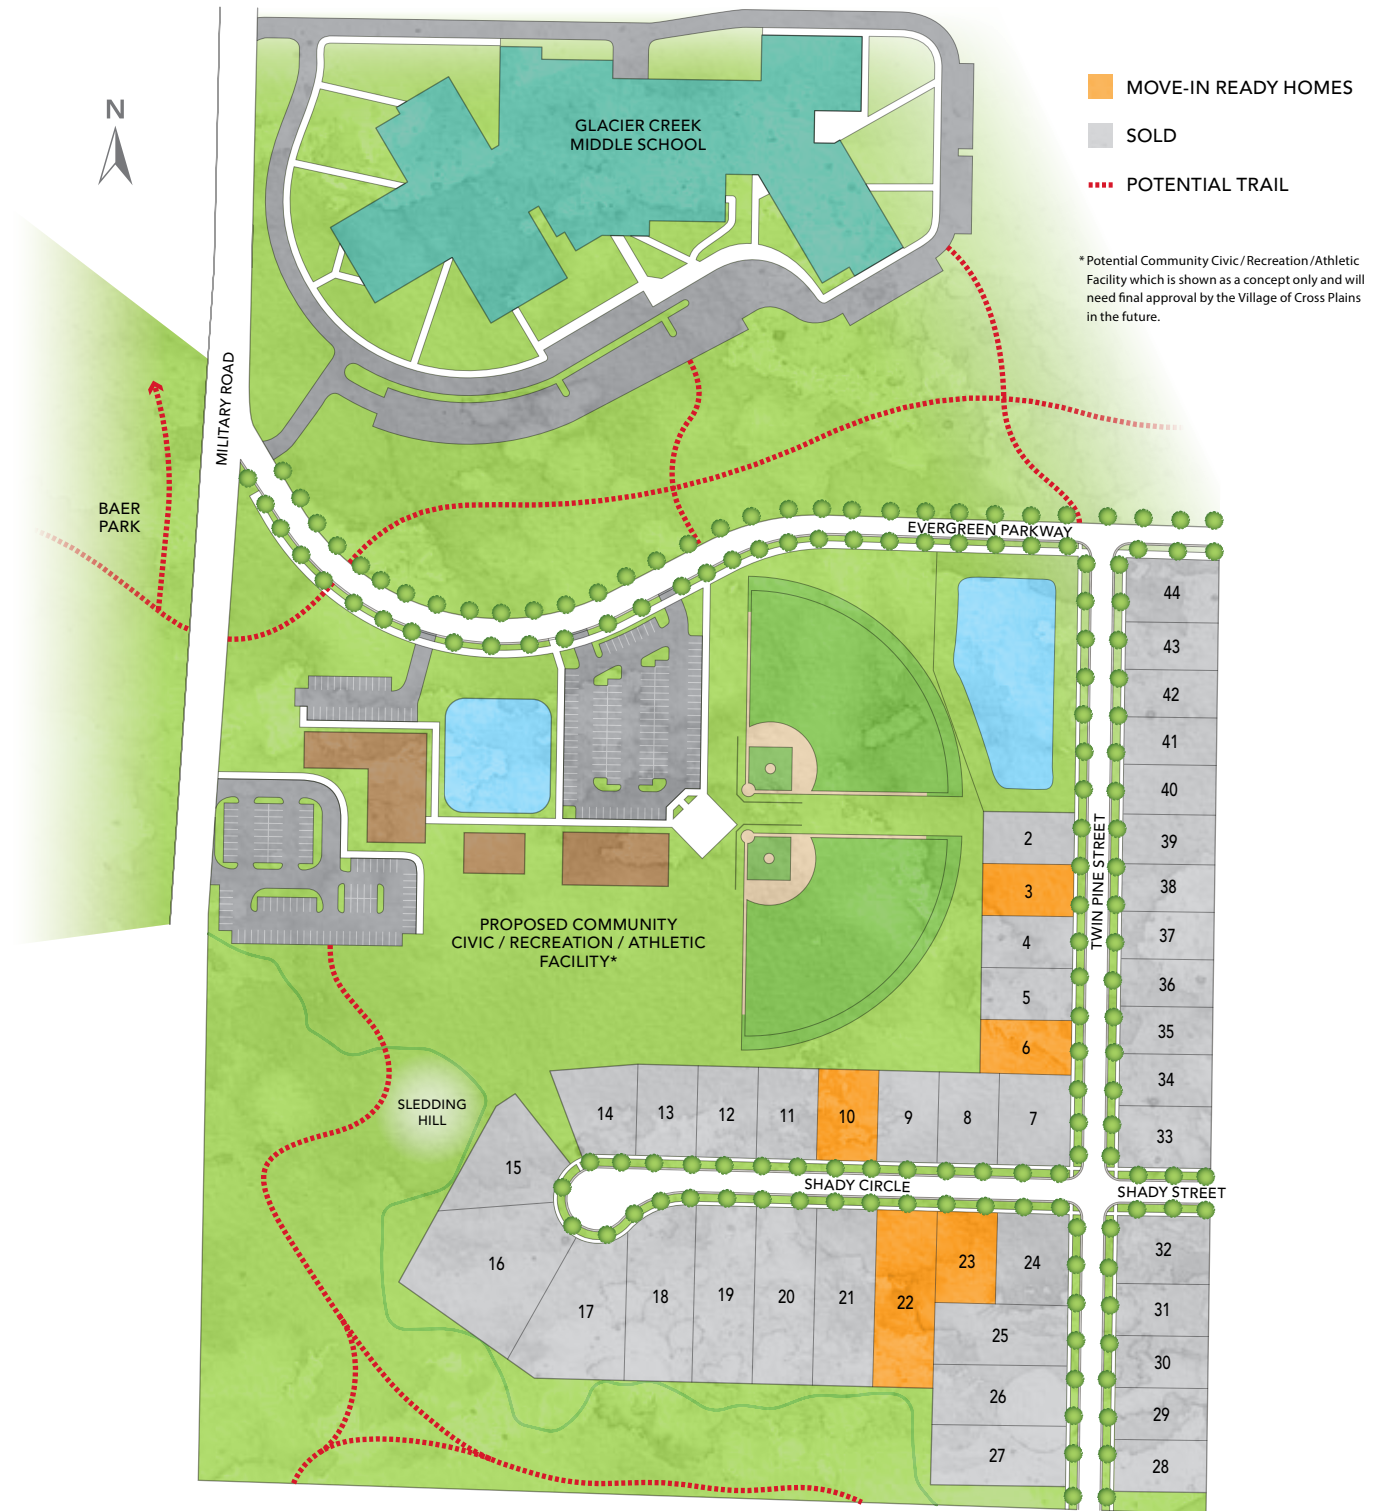 N
GLACIER CREEK
MIDDLE SCHOOL
MOVE-IN READY HOMES
SOLD
POTENTIAL TRAIL
* Potential Community Civic / Recreation / Athletic
Facility which is shown as a concept only and will
need final approval by the Village of Cross Plains
in the future.
MILITARY ROAD
BAER
PARK
EVERGREEN PARKWAY
44
43
42
41
40
39
38
37
36
35
34
33
TWIN PINE STREET
2
3
4
5
6
PROPOSED COMMUNITY
CIVIC / RECREATION / ATHLETIC
FACILITY*
SLEDDING
HILL
14
13
12
11
10
9
8
7
15
SHADY CIRCLE
SHADY STREET
16
17
18
19
20
21
22
23
24
25
26
27
32
31
30
29
28